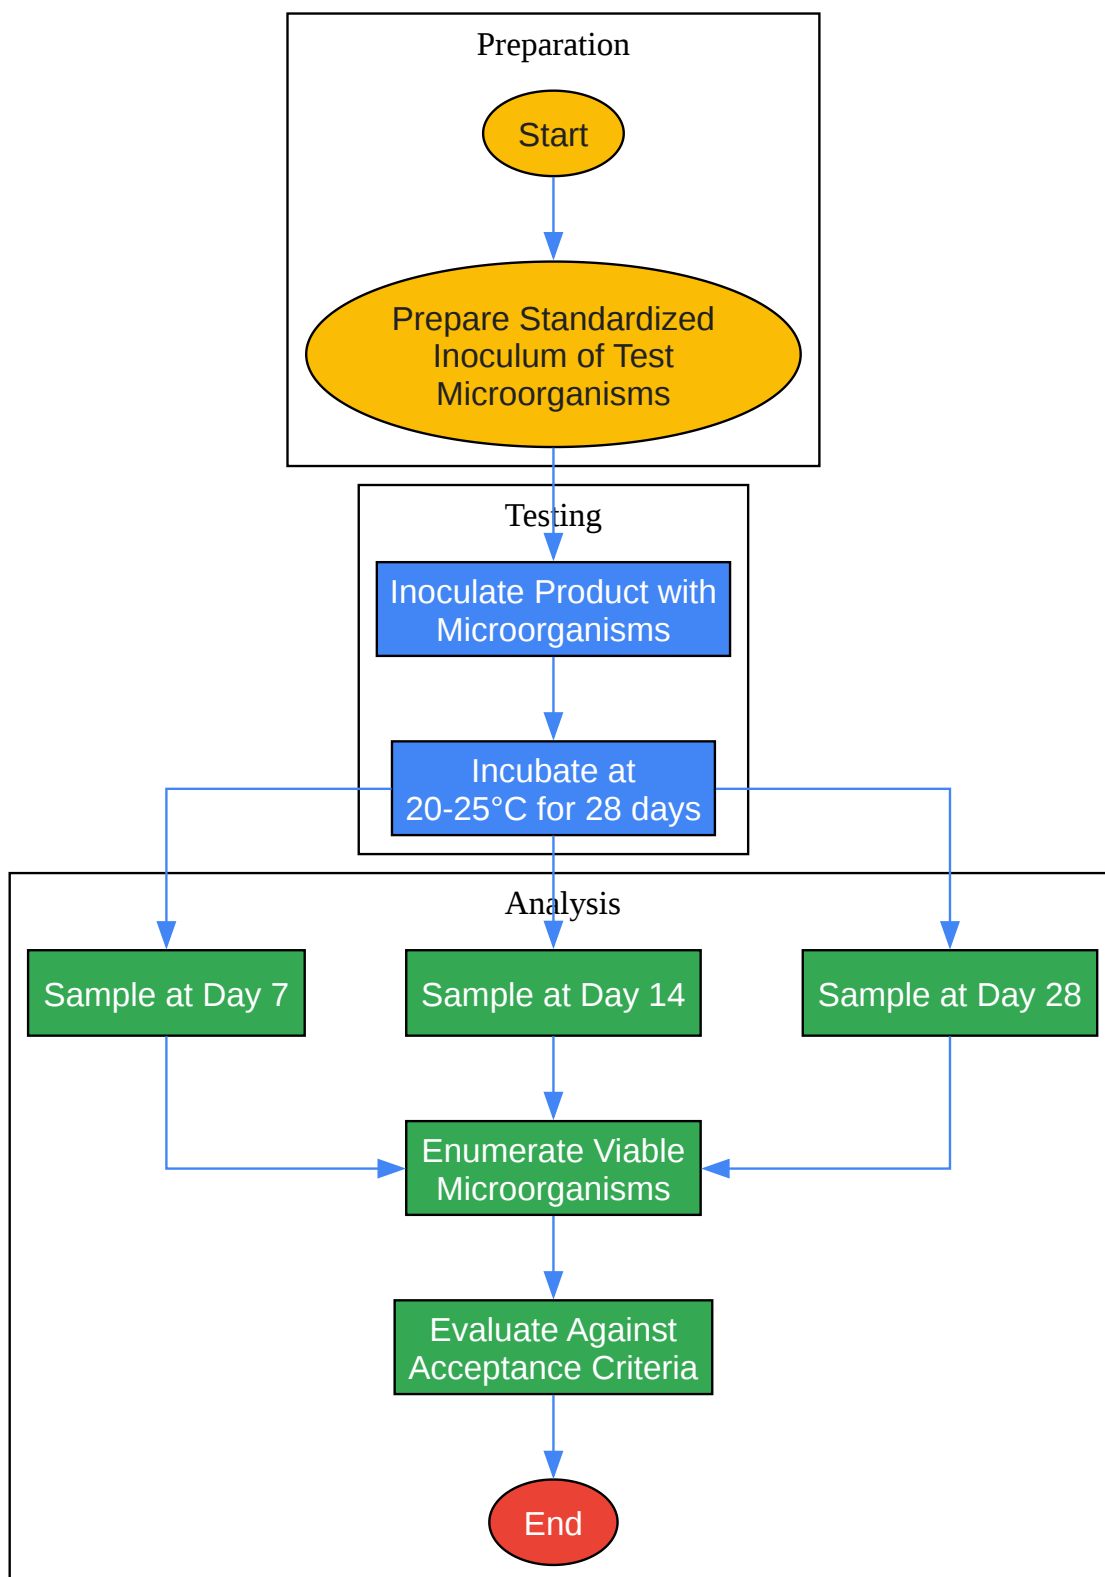 Preparation
Start
Prepare Standardized
Inoculum of Test
Microorganisms
Testing
Inoculate Product with
Microorganisms
Incubate at
20-25°C for 28 days
Analysis
Sample at Day 7
Sample at Day 14
Sample at Day 28
Enumerate Viable
Microorganisms
Evaluate Against
Acceptance Criteria
End